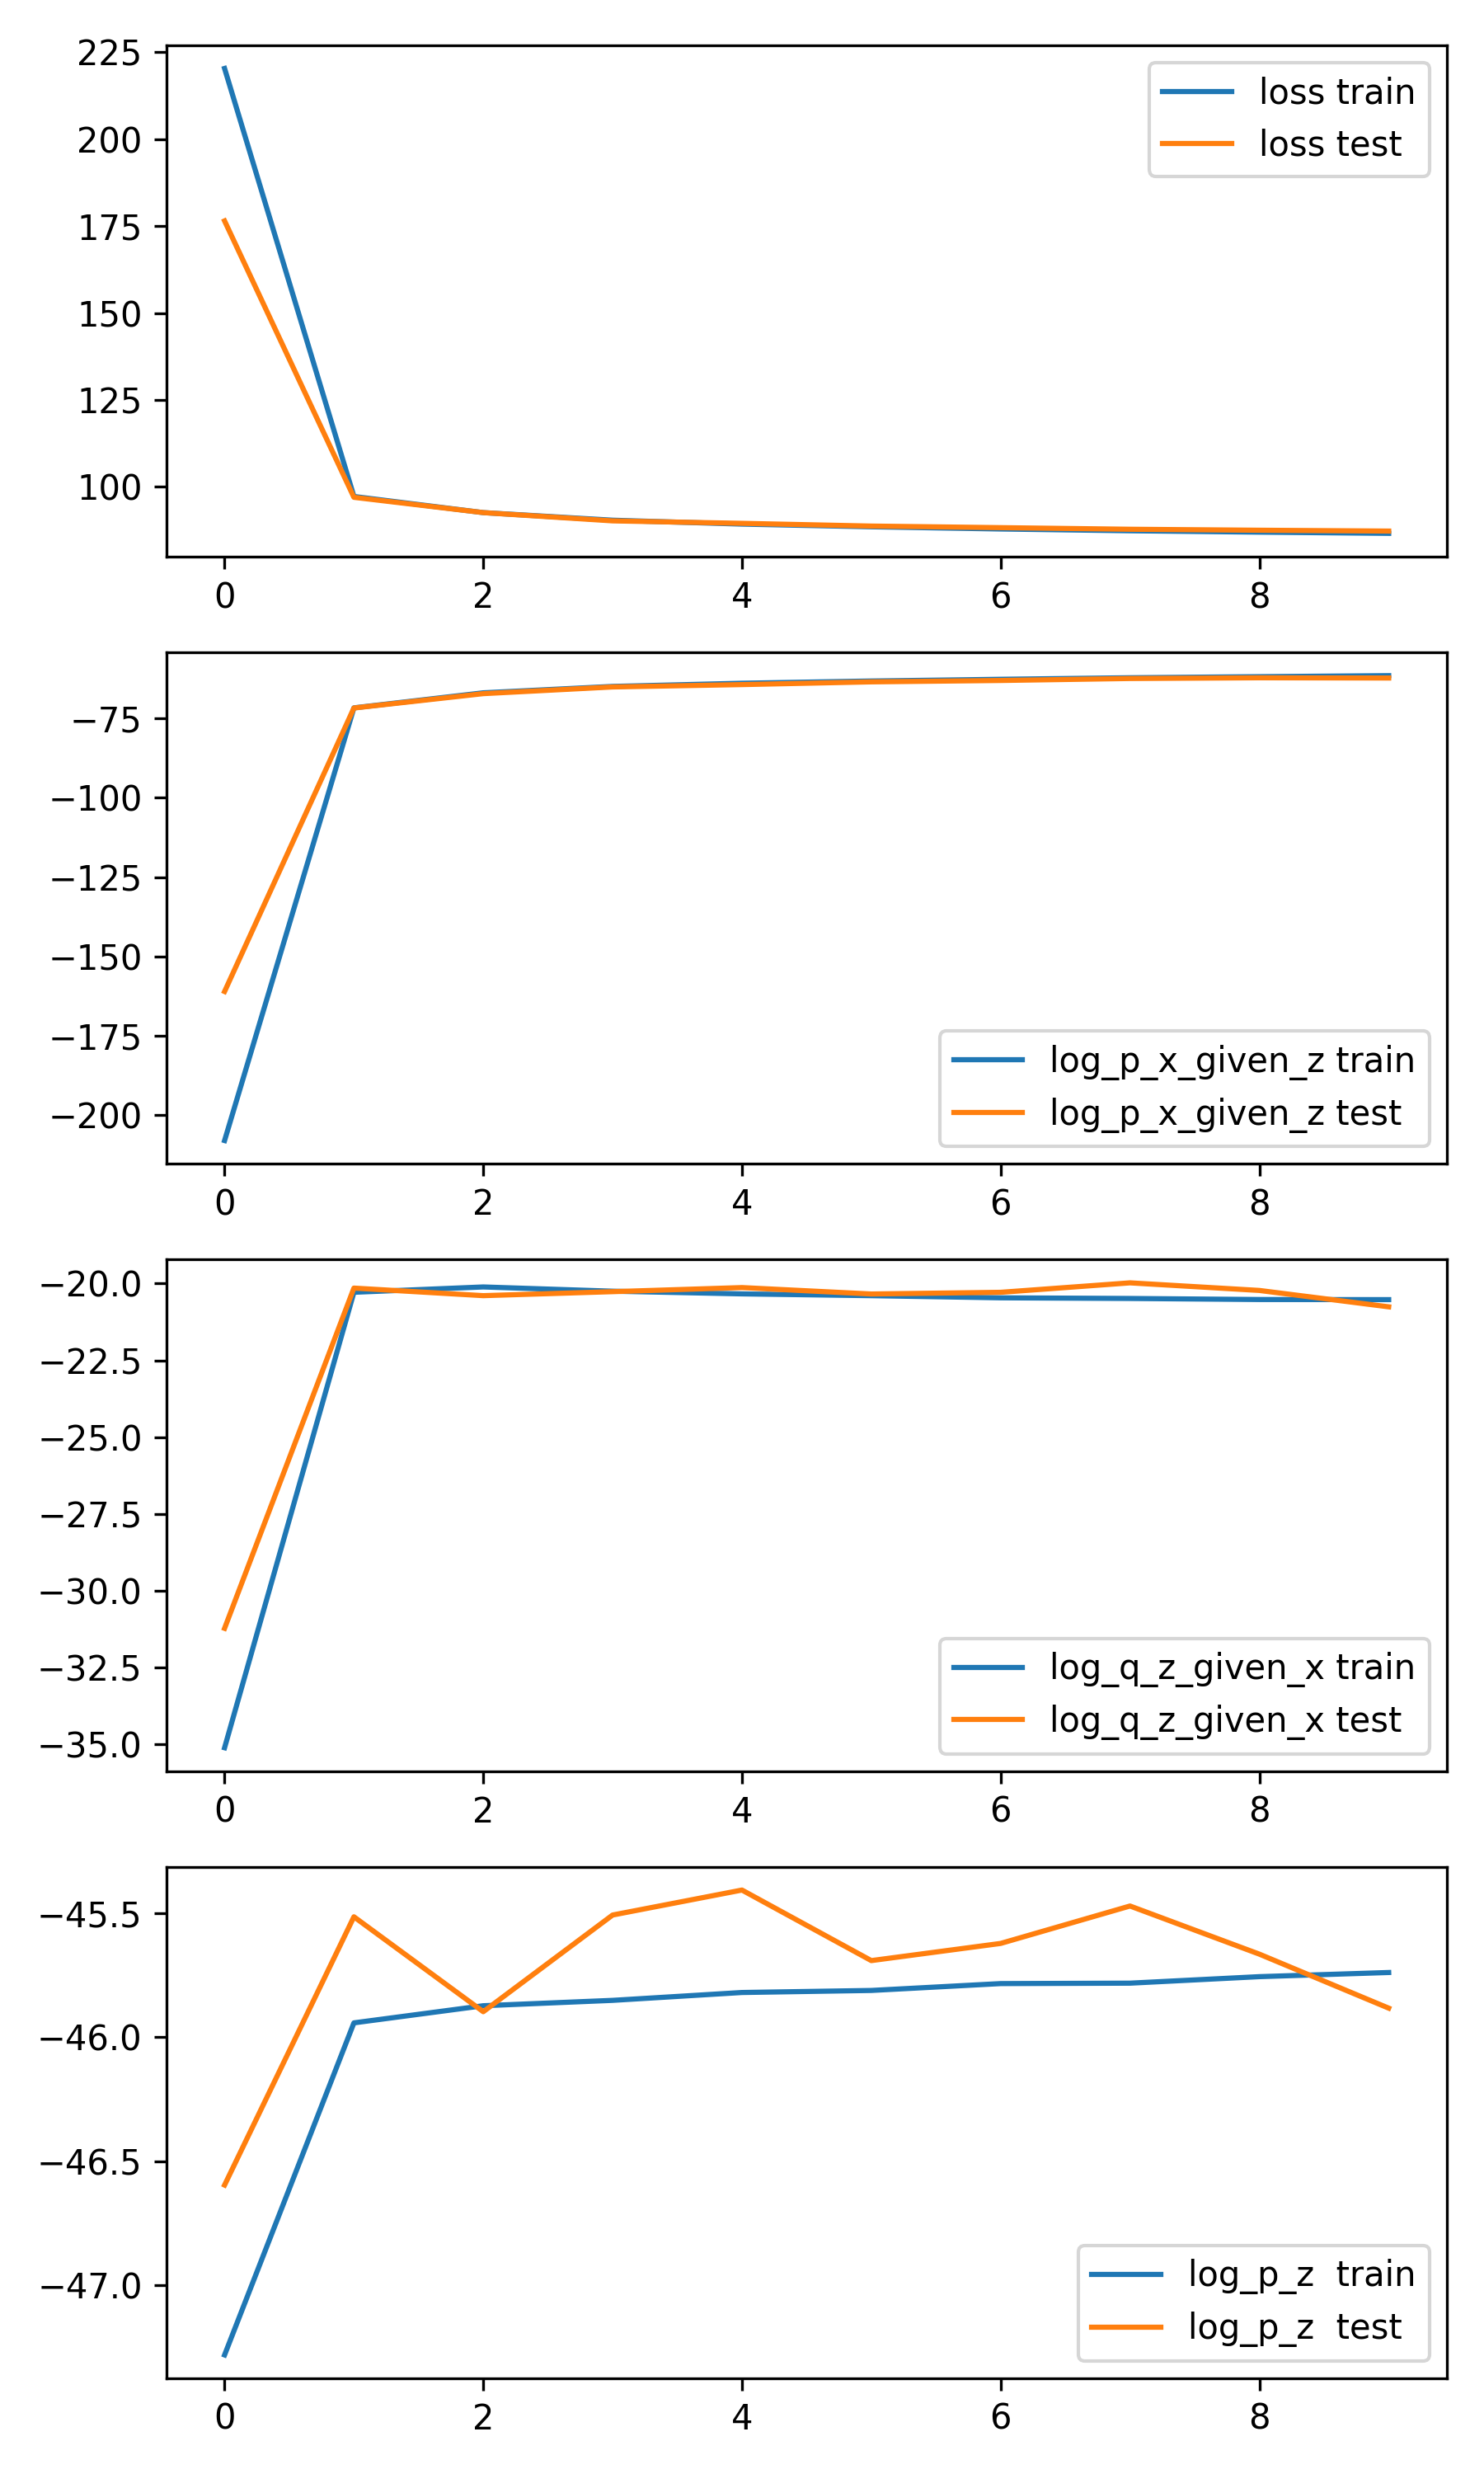 225
200
175
150
125
100
loss train
loss test
0 2 4 6 8
−75
−100
−125
−150
−175
−200
log_p_x_given_z train
log_p_x_given_z test
0 2 4 6 8
−20.0
−22.5
−25.0
−27.5
−30.0
−32.5
−35.0
log_q_z_given_x train
log_q_z_given_x test
0 2 4 6 8
−45.5
−46.0
−46.5
−47.0
log_p_z  train
log_p_z  test
0 2 4 6 8